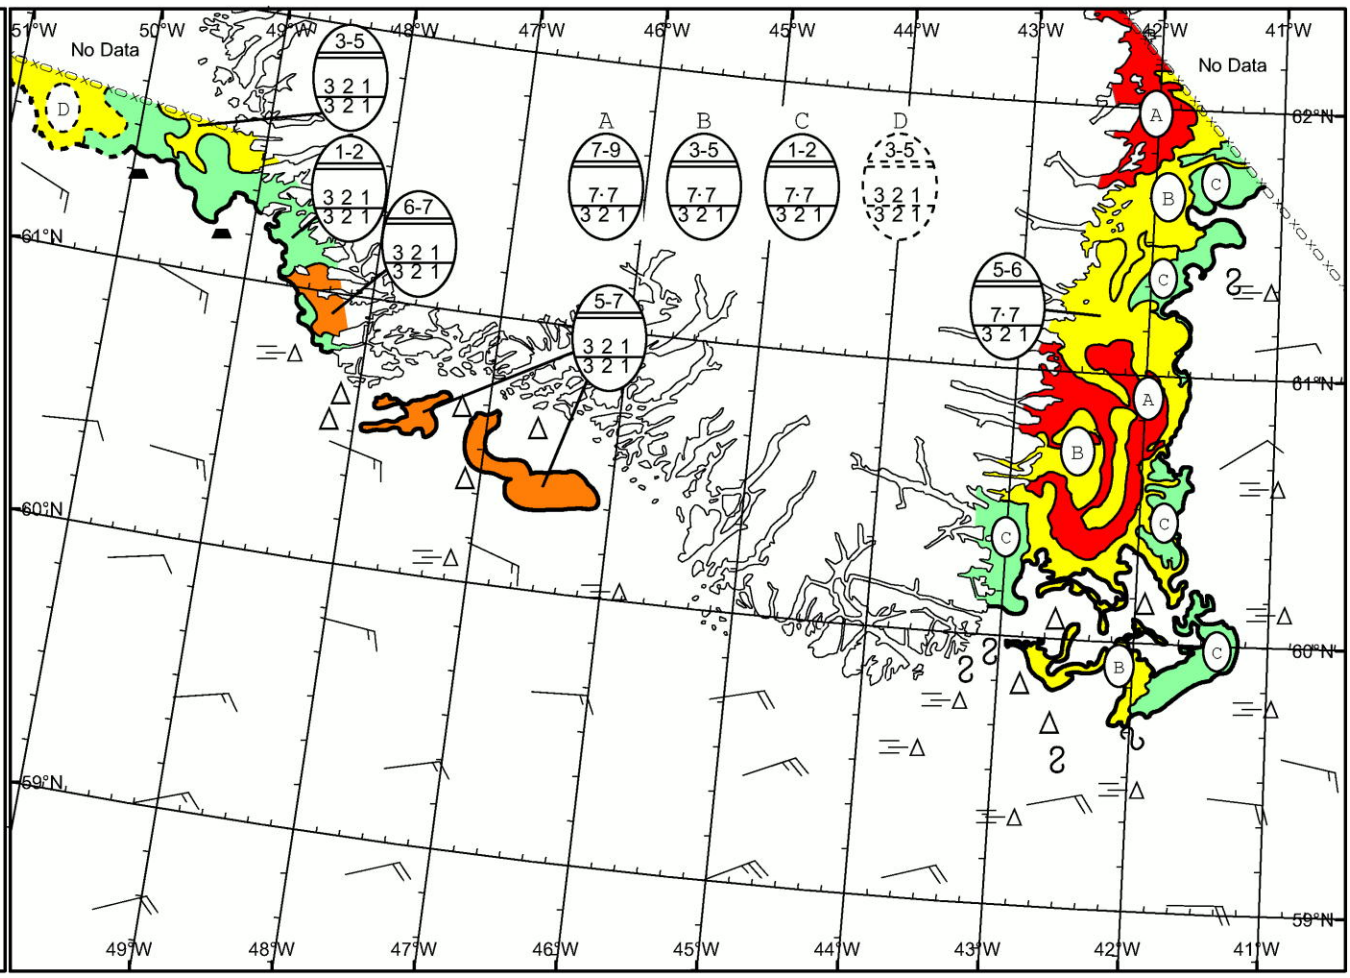 51°W 50°W 49°W 48°W 47°W 46°W 45°W 44°W 43°W 42°W 41°W
No Data
No Data
3-5
3 2 1
3 2 1
D
A
62°N
A B C D
7-9 3-5 1-2 3-5
7·7 7·7 7·7 3 2 1
3 2 1 3 2 1 3 2 1 3 2 1
1-2
3 2 1
3 2 1
C
B
6-7
3 2 1
3 2 1
61°N
5-6
7·7
3 2 1
C
5-7
3 2 1
3 2 1
61°N
A
B
60°N
C
C
60°N
C
B
59°N
59°N
49°W 48°W 47°W 46°W 45°W 44°W 43°W 42°W 41°W